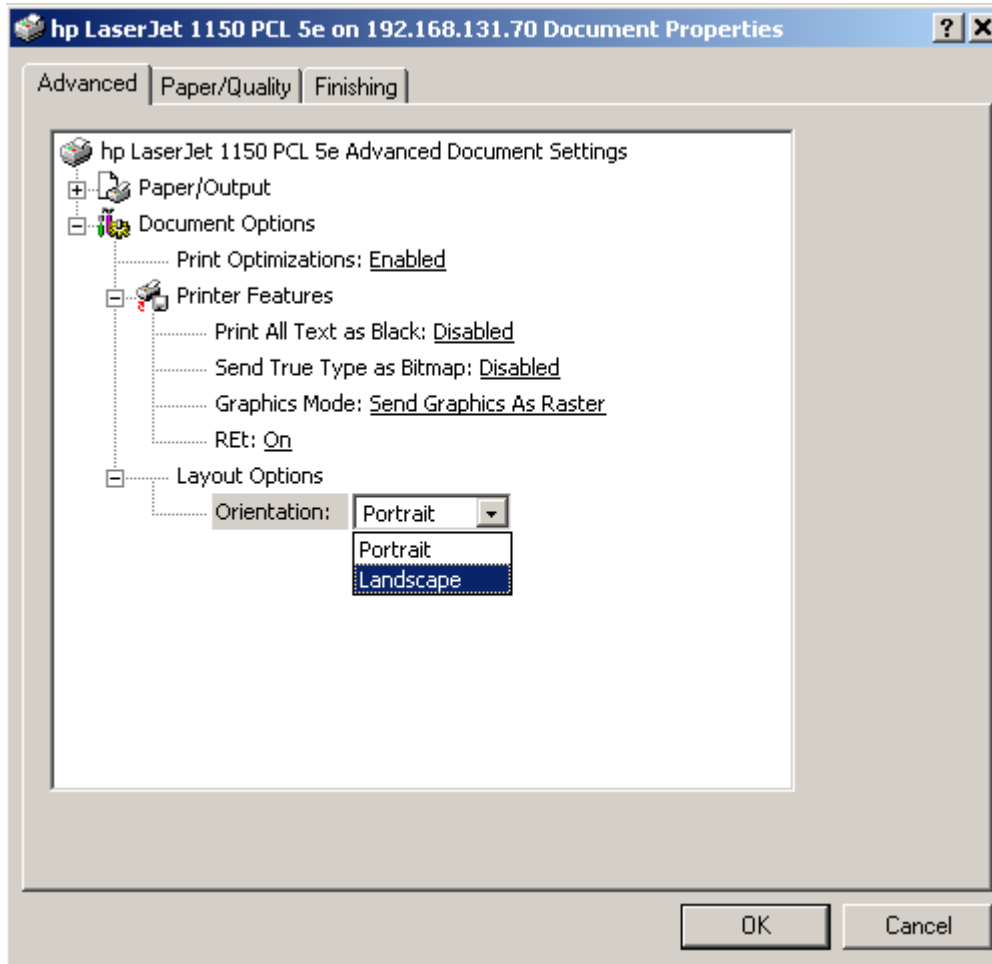 hp LaserJet 1150 PCL 5e on 192.168.131.70 Document Properties
Advanced Paper/Quality Finishing
hp LaserJet 1150 PCL 5e Advanced Document Settings
Paper/Output
Document Options
Print Optimizations: Enabled
Printer Features
Print All Text as Black: Disabled
Send True Type as Bitmap: Disabled
Graphics Mode: Send Graphics As Raster
REt: On
Layout Options
Orientation: Portrait
Portrait
Landscape
OK Cancel